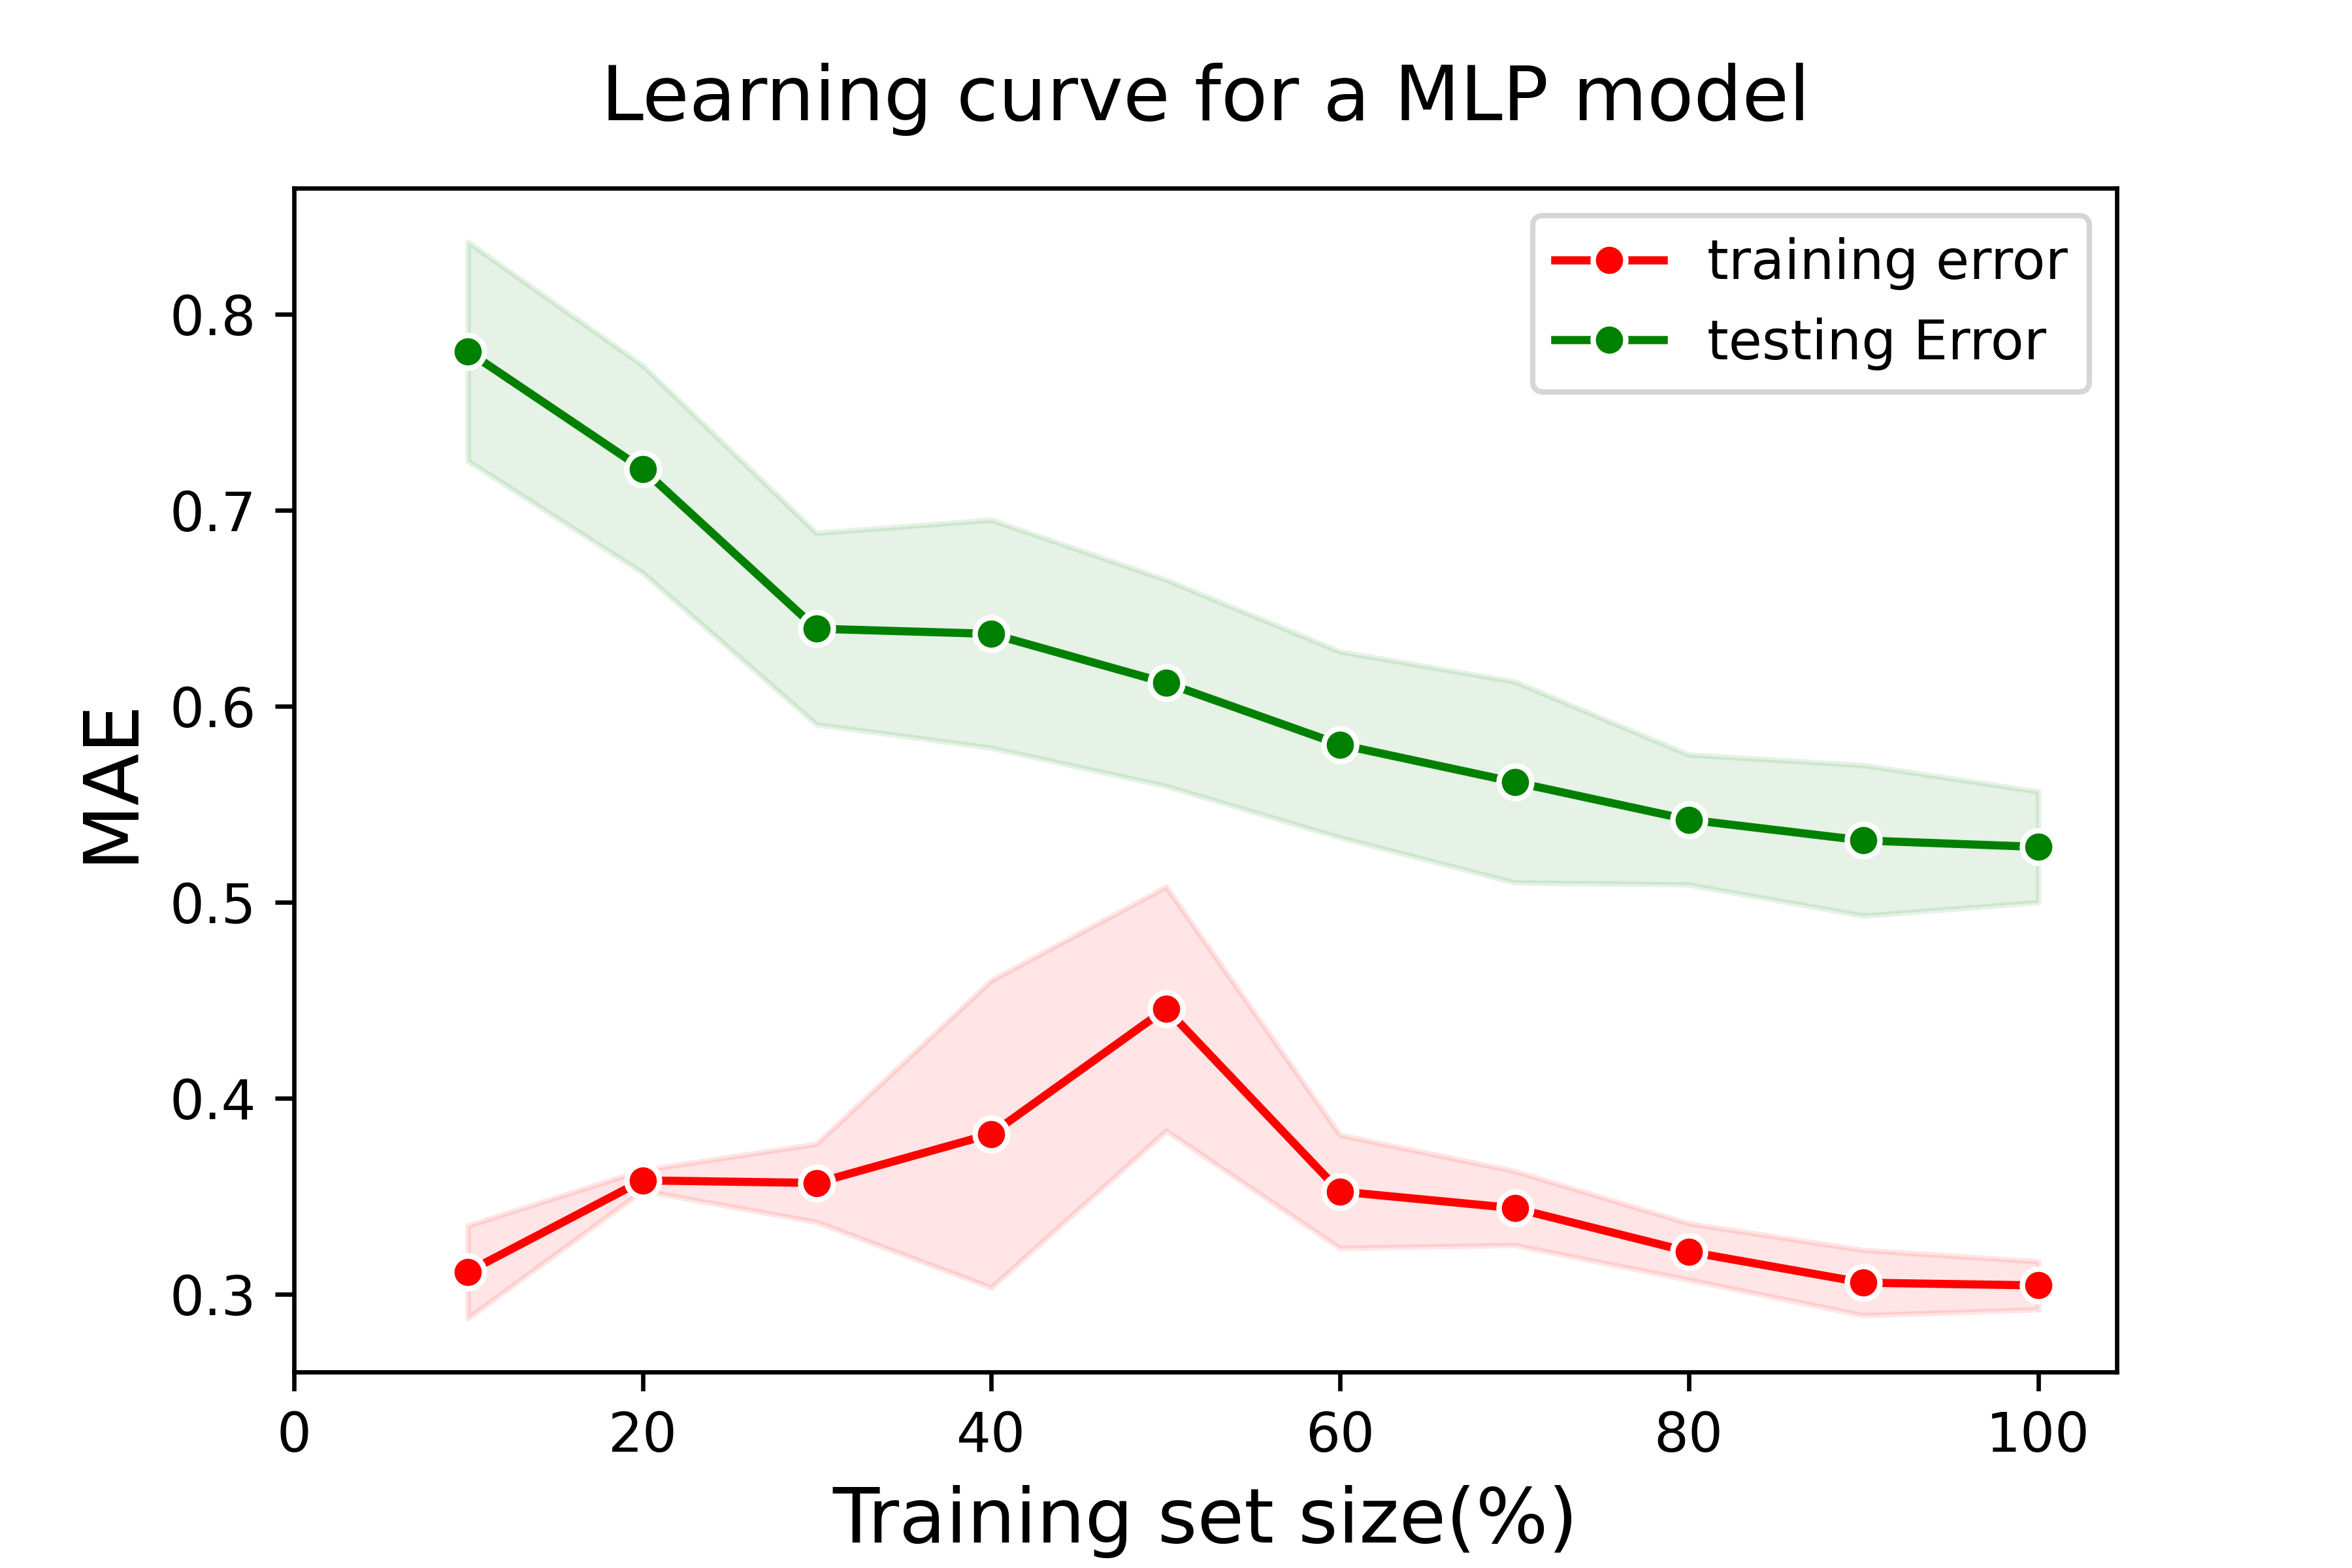 Learning curve for a MLP model
training error
testing Error
MAE
0.8
0.7
0.6
0.5
0.4
0.3
0 20 40 60 80 100
Training set size(%)